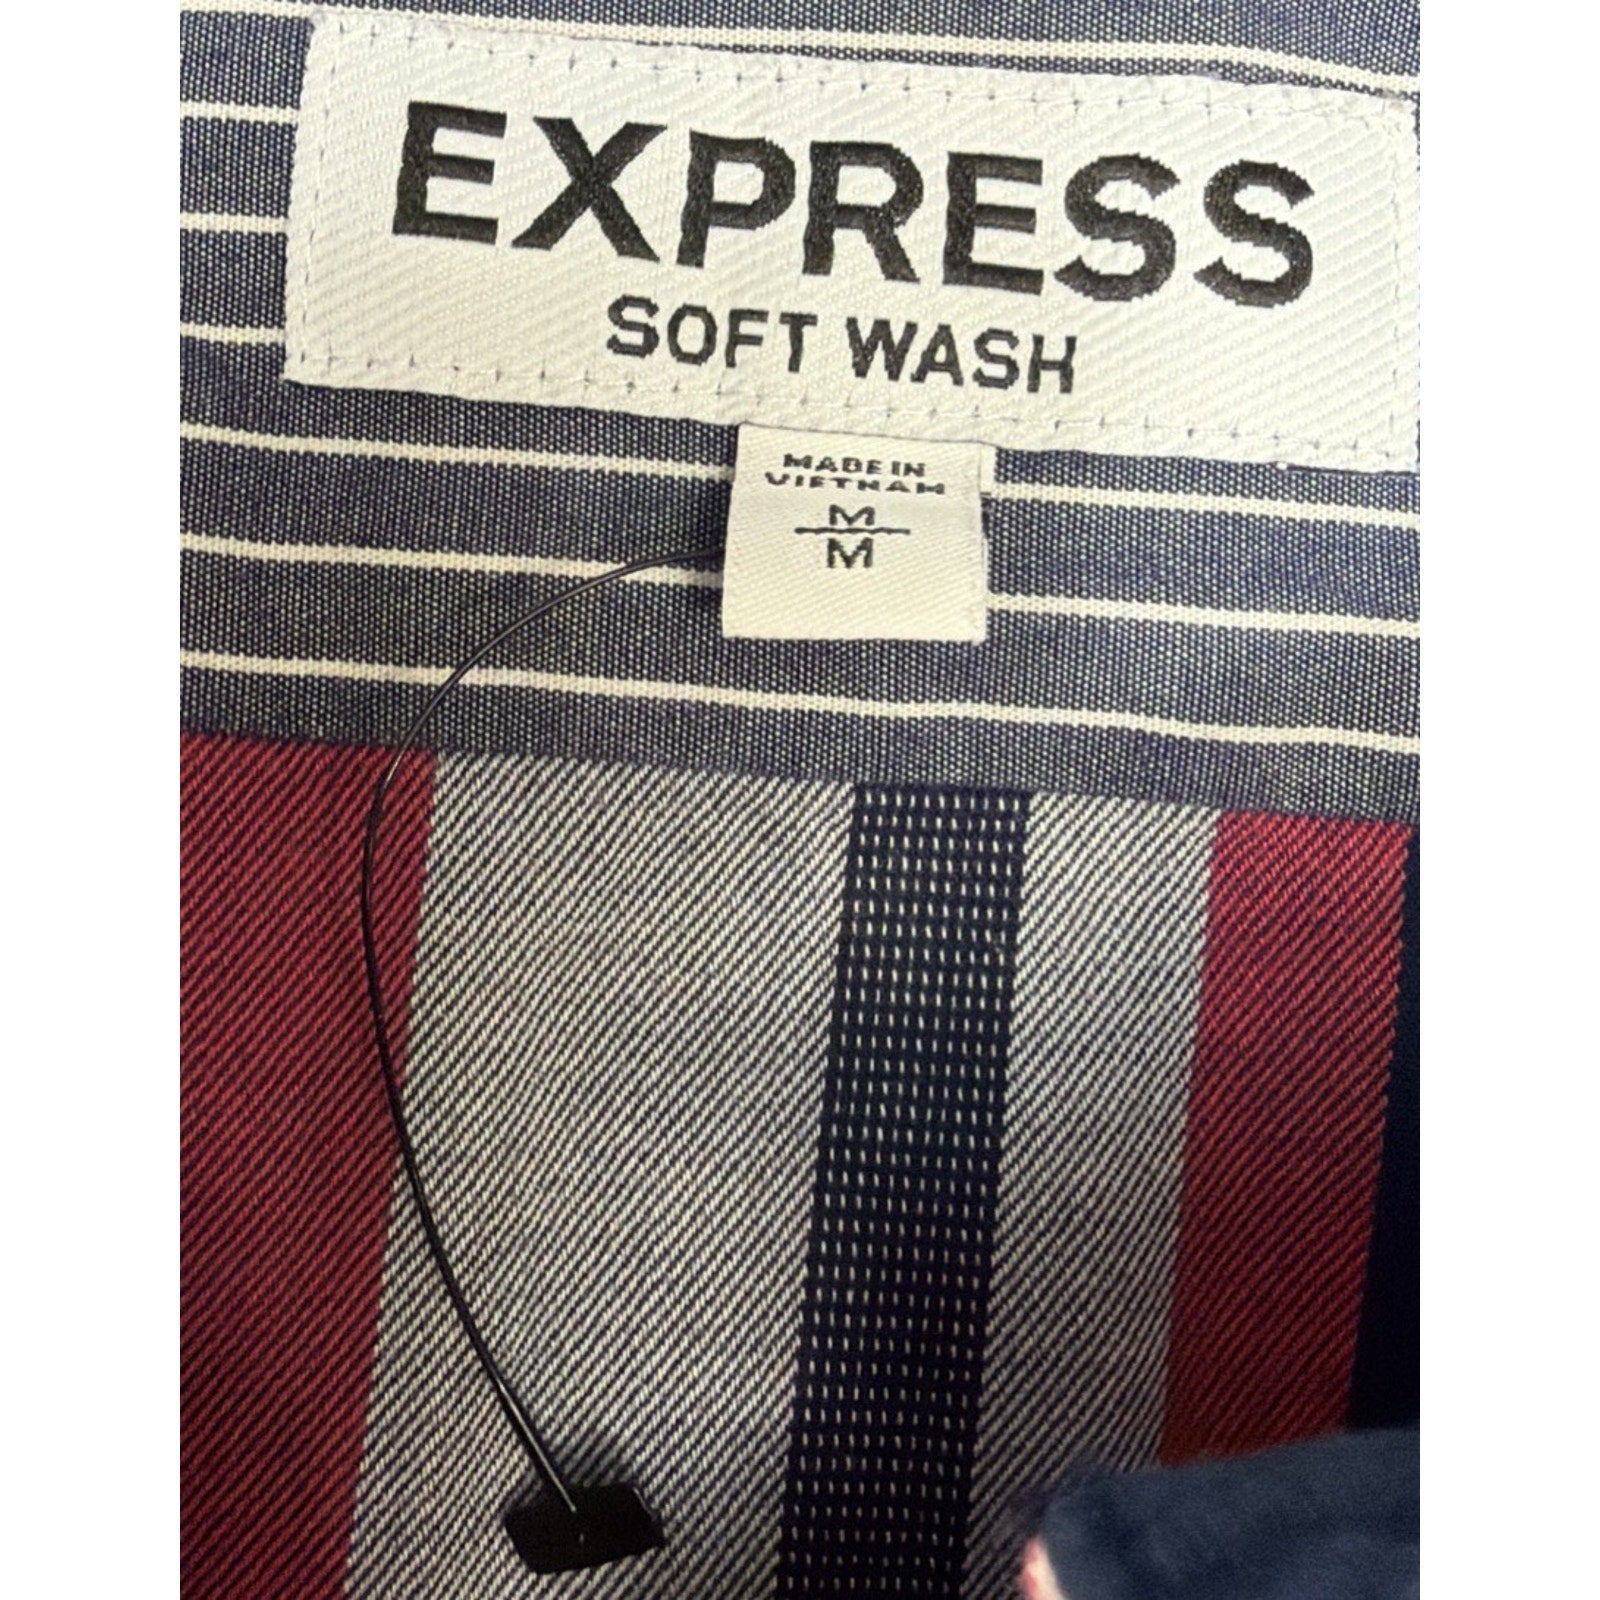 EXPRESS
SOFT WASH
MADE IN
VIETNAM
M
M